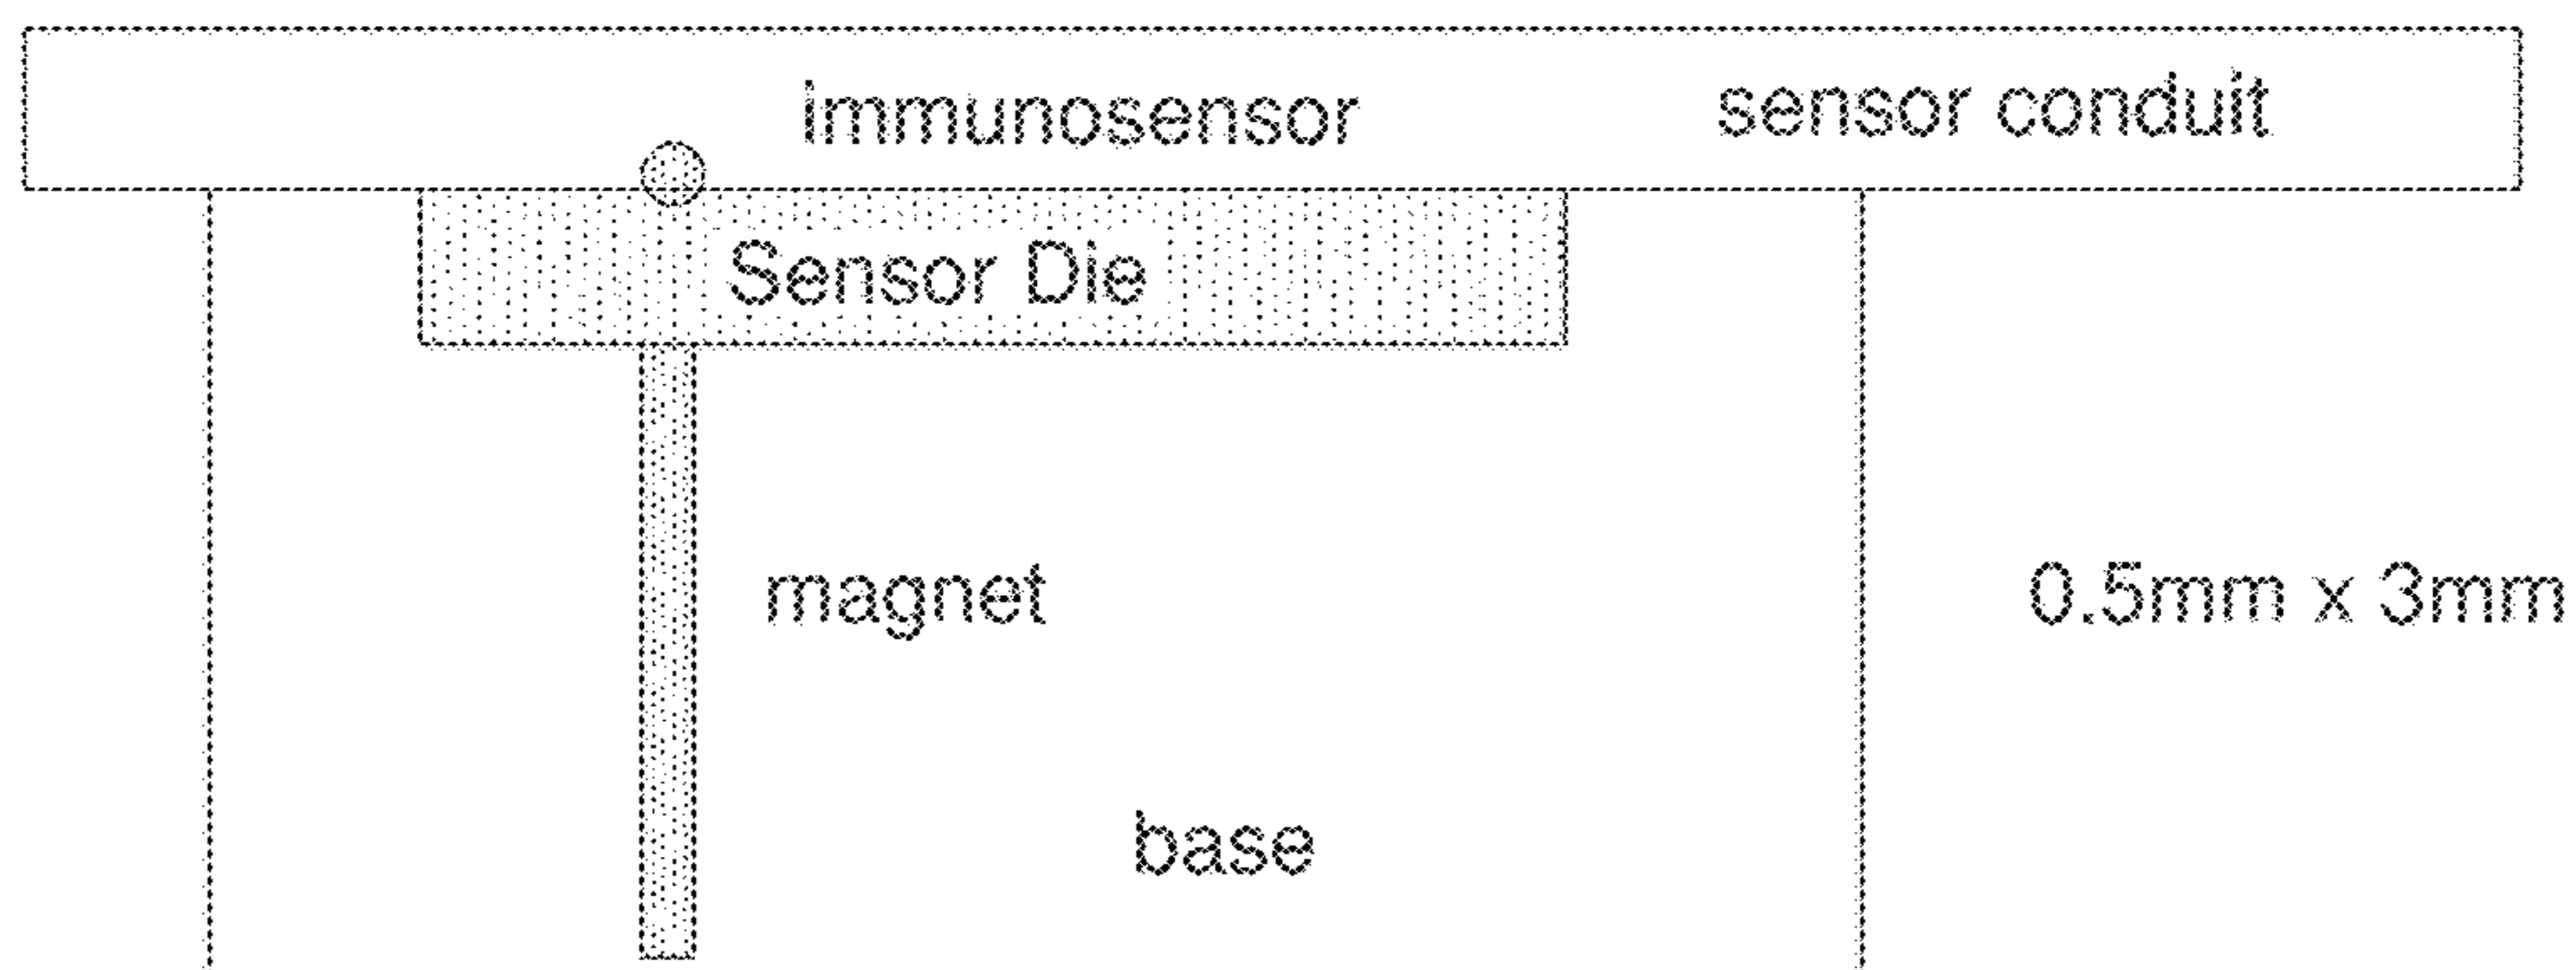 immunosensor
sensor conduit
Sensor Die
magnet
0.5mm x 3mm
base